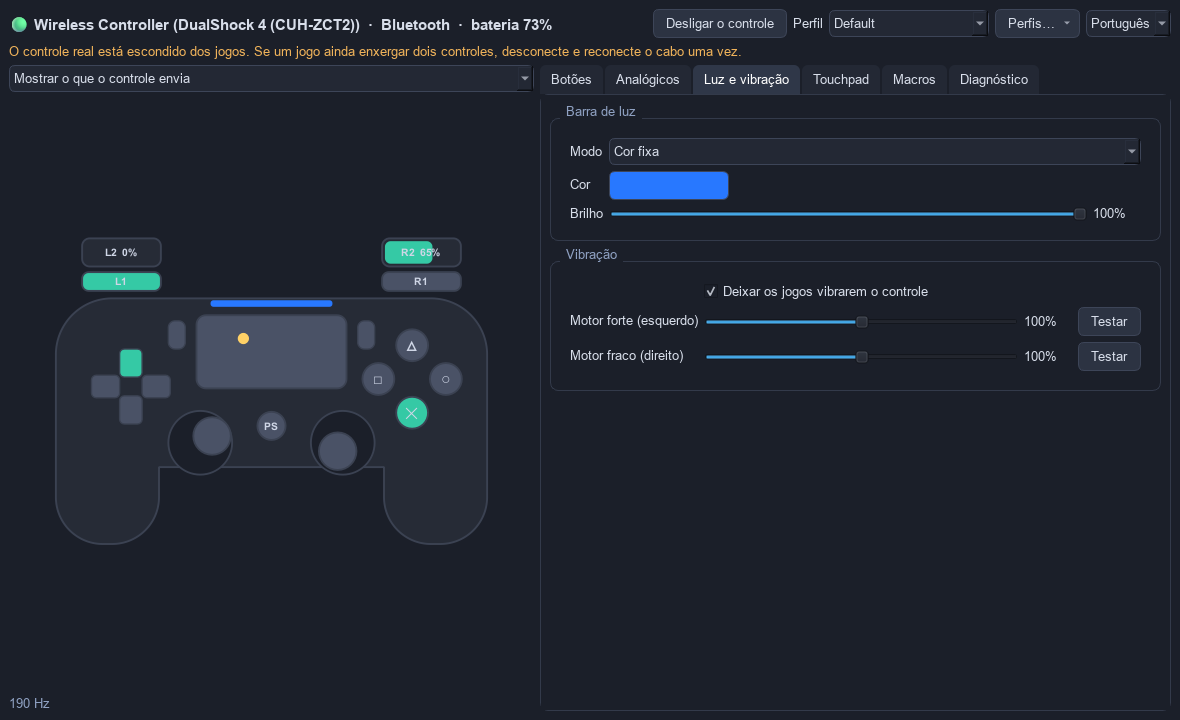 Wireless Controller (DualShock 4 (CUH-ZCT2)) · Bluetooth · bateria 73%
Desligar o controle
Perfil
Default
Perfis...
Português
O controle real está escondido dos jogos. Se um jogo ainda enxergar dois controles, desconecte e reconecte o cabo uma vez.
Mostrar o que o controle envia
Botões
Analógicos
Luz e vibração
Touchpad
Macros
Diagnóstico
Barra de luz
Modo
Cor fixa
Cor
Brilho
100%
Vibração
Deixar os jogos vibrarem o controle
Motor forte (esquerdo)
100%
Testar
Motor fraco (direito)
100%
Testar
L2 0%
R2 65%
L1
R1
PS
190 Hz